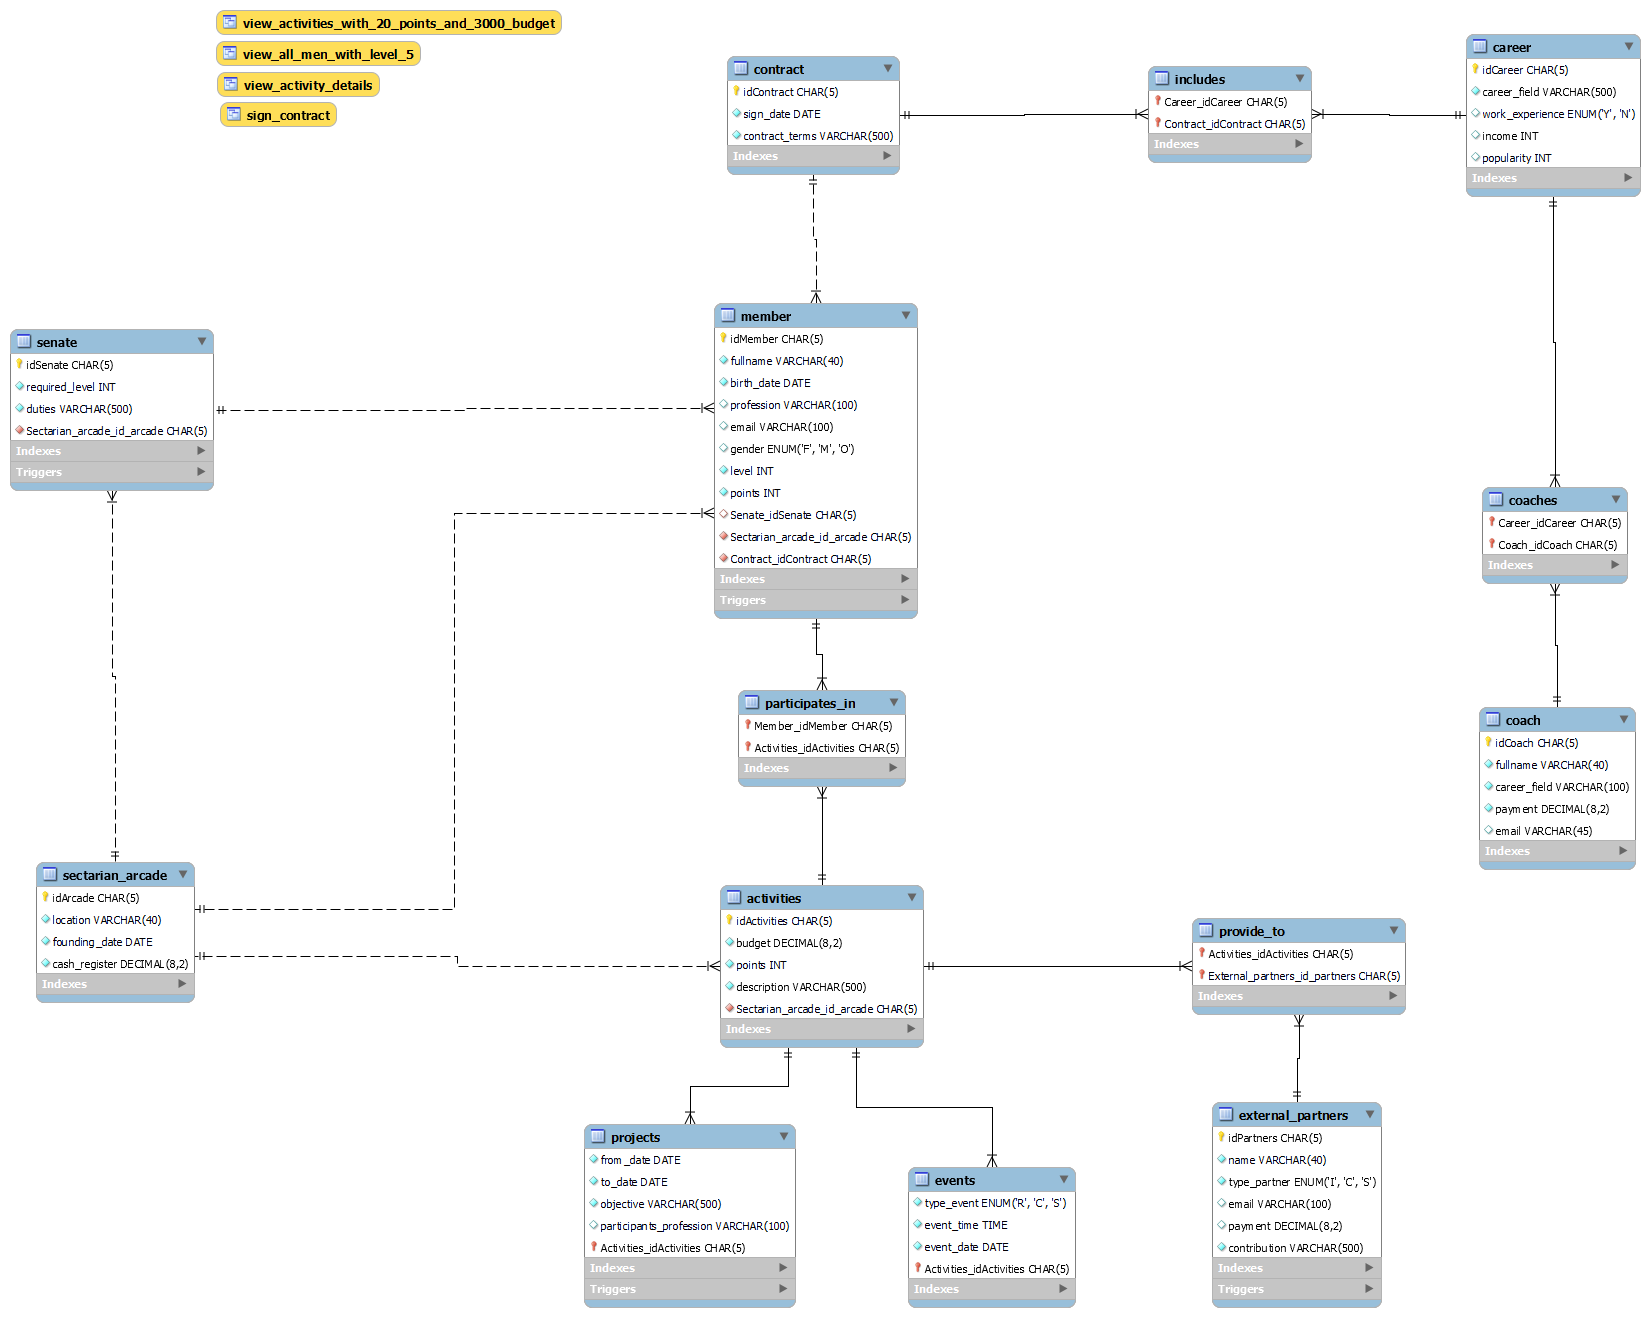 view_activities_with_20_points_and_3000_budget
view_all_men_with_level_5
view_activity_details
sign_contract
contract
idContract CHAR(5)
sign_date DATE
contract_terms VARCHAR(500)
Indexes
includes
Career_idCareer CHAR(5)
Contract_idContract CHAR(5)
Indexes
career
idCareer CHAR(5)
career_field VARCHAR(500)
work_experience ENUM('Y', 'N')
income INT
popularity INT
Indexes
senate
idSenate CHAR(5)
required_level INT
duties VARCHAR(500)
Sectarian_arcade_id_arcade CHAR(5)
Indexes
Triggers
member
idMember CHAR(5)
fullname VARCHAR(40)
birth_date DATE
profession VARCHAR(100)
email VARCHAR(100)
gender ENUM('F', 'M', 'O')
level INT
points INT
Senate_idSenate CHAR(5)
Sectarian_arcade_id_arcade CHAR(5)
Contract_idContract CHAR(5)
Indexes
Triggers
coaches
Career_idCareer CHAR(5)
Coach_idCoach CHAR(5)
Indexes
participates_in
Member_idMember CHAR(5)
Activities_idActivities CHAR(5)
Indexes
coach
idCoach CHAR(5)
fullname VARCHAR(40)
career_field VARCHAR(100)
payment DECIMAL(8,2)
email VARCHAR(45)
Indexes
sectarian_arcade
idArcade CHAR(5)
location VARCHAR(40)
founding_date DATE
cash_register DECIMAL(8,2)
Indexes
activities
idActivities CHAR(5)
budget DECIMAL(8,2)
points INT
description VARCHAR(500)
Sectarian_arcade_id_arcade CHAR(5)
Indexes
provide_to
Activities_idActivities CHAR(5)
External_partners_id_partners CHAR(5)
Indexes
projects
from_date DATE
to_date DATE
objective VARCHAR(500)
participants_profession VARCHAR(100)
Activities_idActivities CHAR(5)
Indexes
Triggers
events
type_event ENUM('R', 'C', 'S')
event_time TIME
event_date DATE
Activities_idActivities CHAR(5)
Indexes
external_partners
idPartners CHAR(5)
name VARCHAR(40)
type_partner ENUM('I', 'C', 'S')
email VARCHAR(100)
payment DECIMAL(8,2)
contribution VARCHAR(500)
Indexes
Triggers